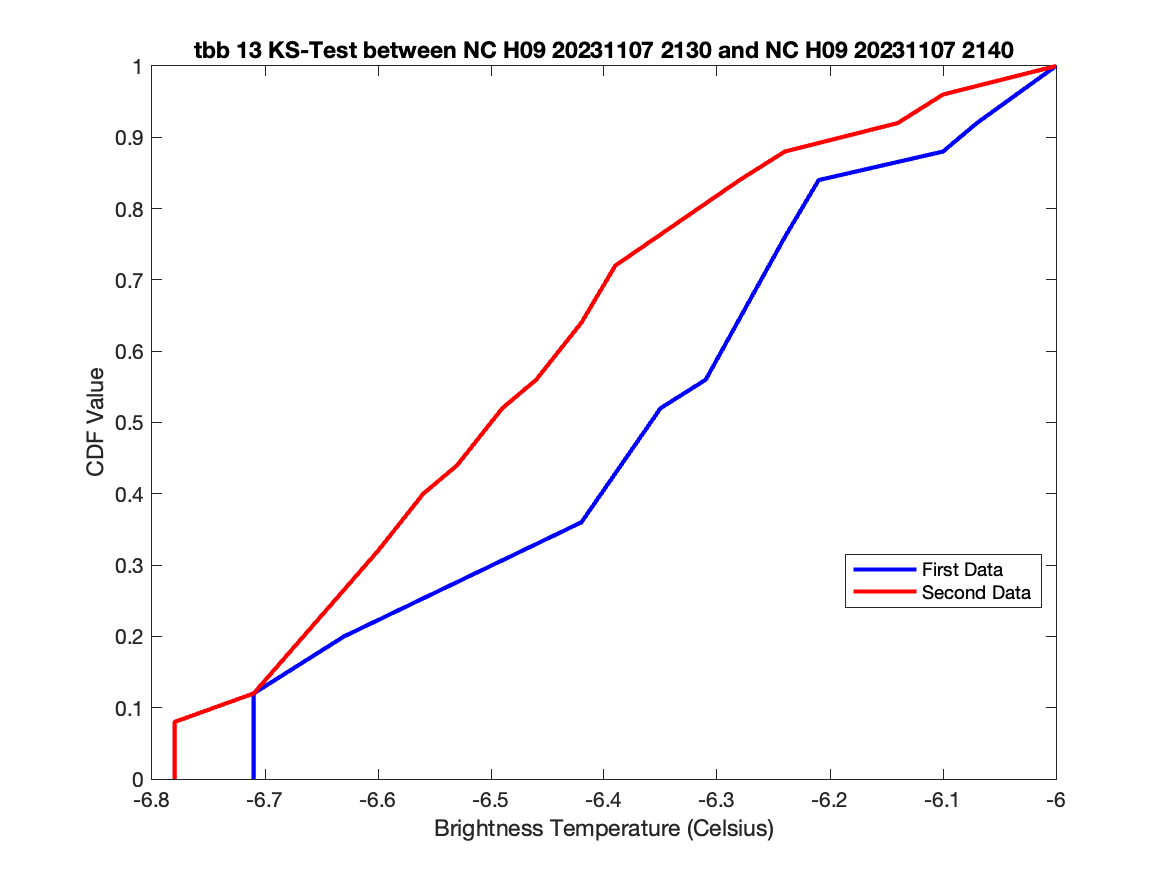 tbb 13 KS-Test between NC H09 20231107 2130 and NC H09 20231107 2140
1
0.9
0.8
0.7
0.6
0.5
0.4
0.3
0.2
0.1
0
CDF Value
First Data
Second Data
-6.8 -6.7 -6.6 -6.5 -6.4 -6.3 -6.2 -6.1 -6
Brightness Temperature (Celsius)